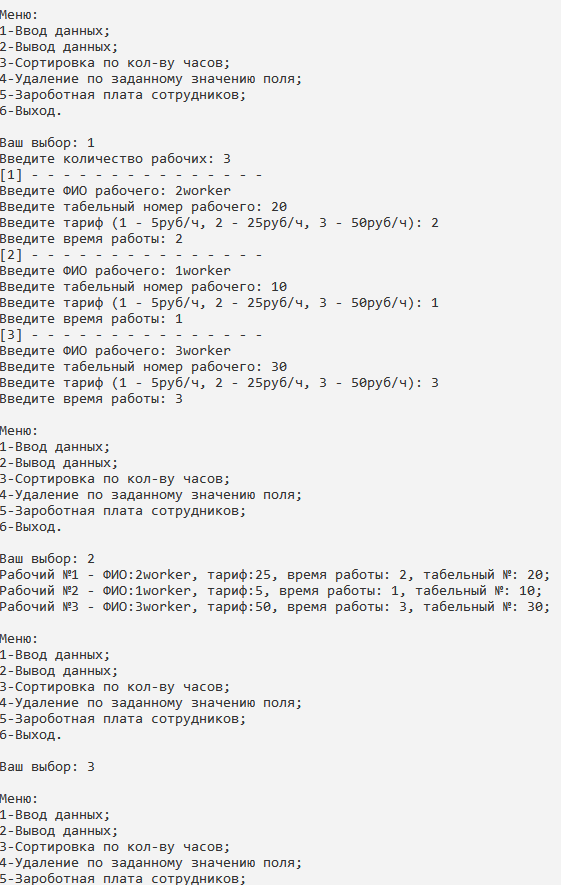 Меню:
1-Ввод данных;
2-Вывод данных;
3-Сортировка по кол-ву часов;
4-Удаление по заданному значению поля;
5-Зароботная плата сотрудников;
6-Выход.
Ваш выбор: 1
Введите количество рабочих: 3
[1] - - - - - - - - - - - - - - -
Введите ФИО рабочего: 2worker
Введите табельный номер рабочего: 20
Введите тариф (1 - 5руб/ч, 2 - 25руб/ч, 3 - 50руб/ч): 2
Введите время работы: 2
[2] - - - - - - - - - - - - - - -
Введите ФИО рабочего: 1worker
Введите табельный номер рабочего: 10
Введите тариф (1 - 5руб/ч, 2 - 25руб/ч, 3 - 50руб/ч): 1
Введите время работы: 1
[3] - - - - - - - - - - - - - - -
Введите ФИО рабочего: 3worker
Введите табельный номер рабочего: 30
Введите тариф (1 - 5руб/ч, 2 - 25руб/ч, 3 - 50руб/ч): 3
Введите время работы: 3
Меню:
1-Ввод данных;
2-Вывод данных;
3-Сортировка по кол-ву часов;
4-Удаление по заданному значению поля;
5-Зароботная плата сотрудников;
6-Выход.
Ваш выбор: 2
Рабочий №1 - ФИО:2worker, тариф:25, время работы: 2, табельный №: 20;
Рабочий №2 - ФИО:1worker, тариф:5, время работы: 1, табельный №: 10;
Рабочий №3 - ФИО:3worker, тариф:50, время работы: 3, табельный №: 30;
Меню:
1-Ввод данных;
2-Вывод данных;
3-Сортировка по кол-ву часов;
4-Удаление по заданному значению поля;
5-Зароботная плата сотрудников;
6-Выход.
Ваш выбор: 3
Меню:
1-Ввод данных;
2-Вывод данных;
3-Сортировка по кол-ву часов;
4-Удаление по заданному значению поля;
5-Зароботная плата сотрудников;